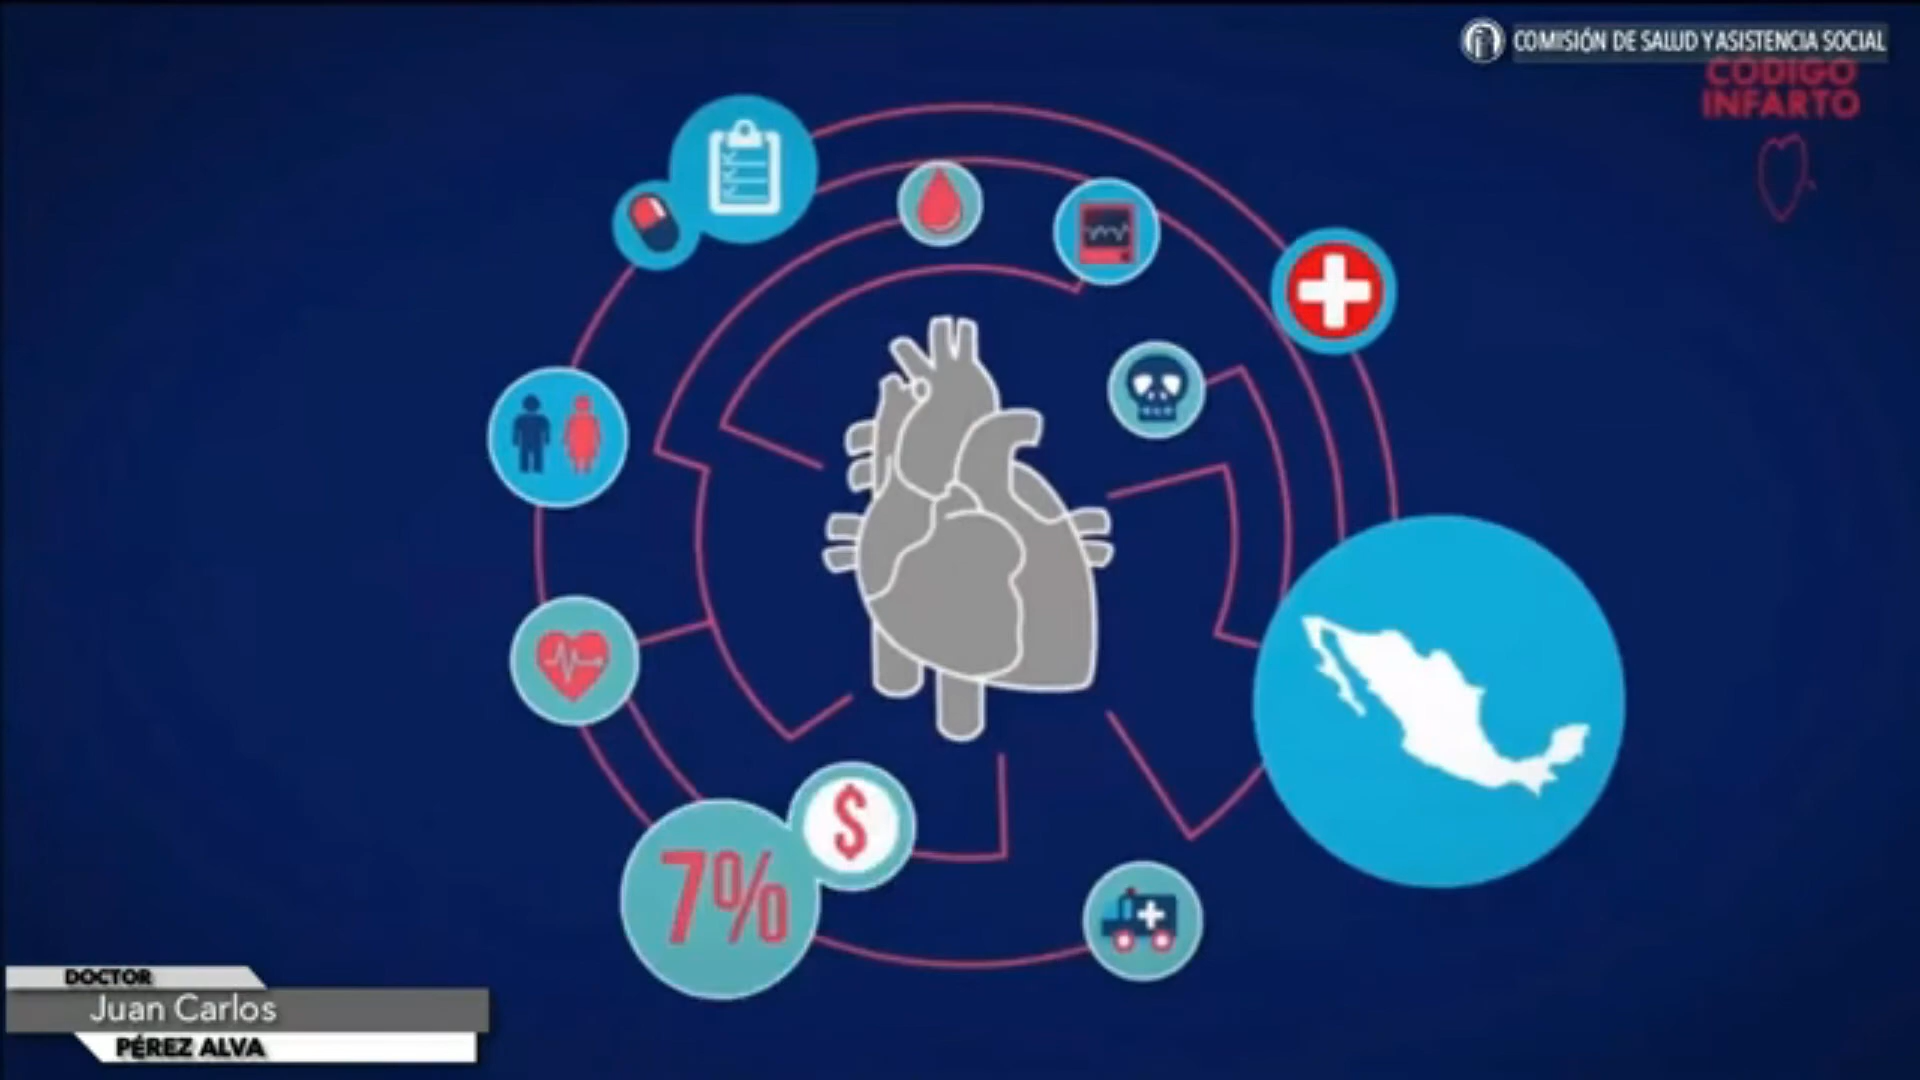 COMISIÓN DE SALUD Y ASISTENCIA SOCIAL
CÓDIGO
INFARTO
$
7%
DOCTOR
Juan Carlos
PÉREZ ALVA